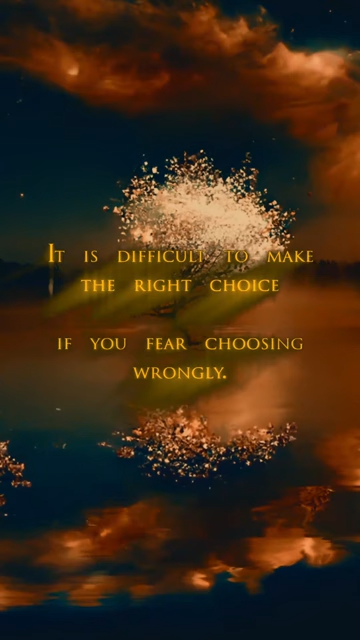 It is difficult to make
the right choice
if you fear choosing
wrongly.